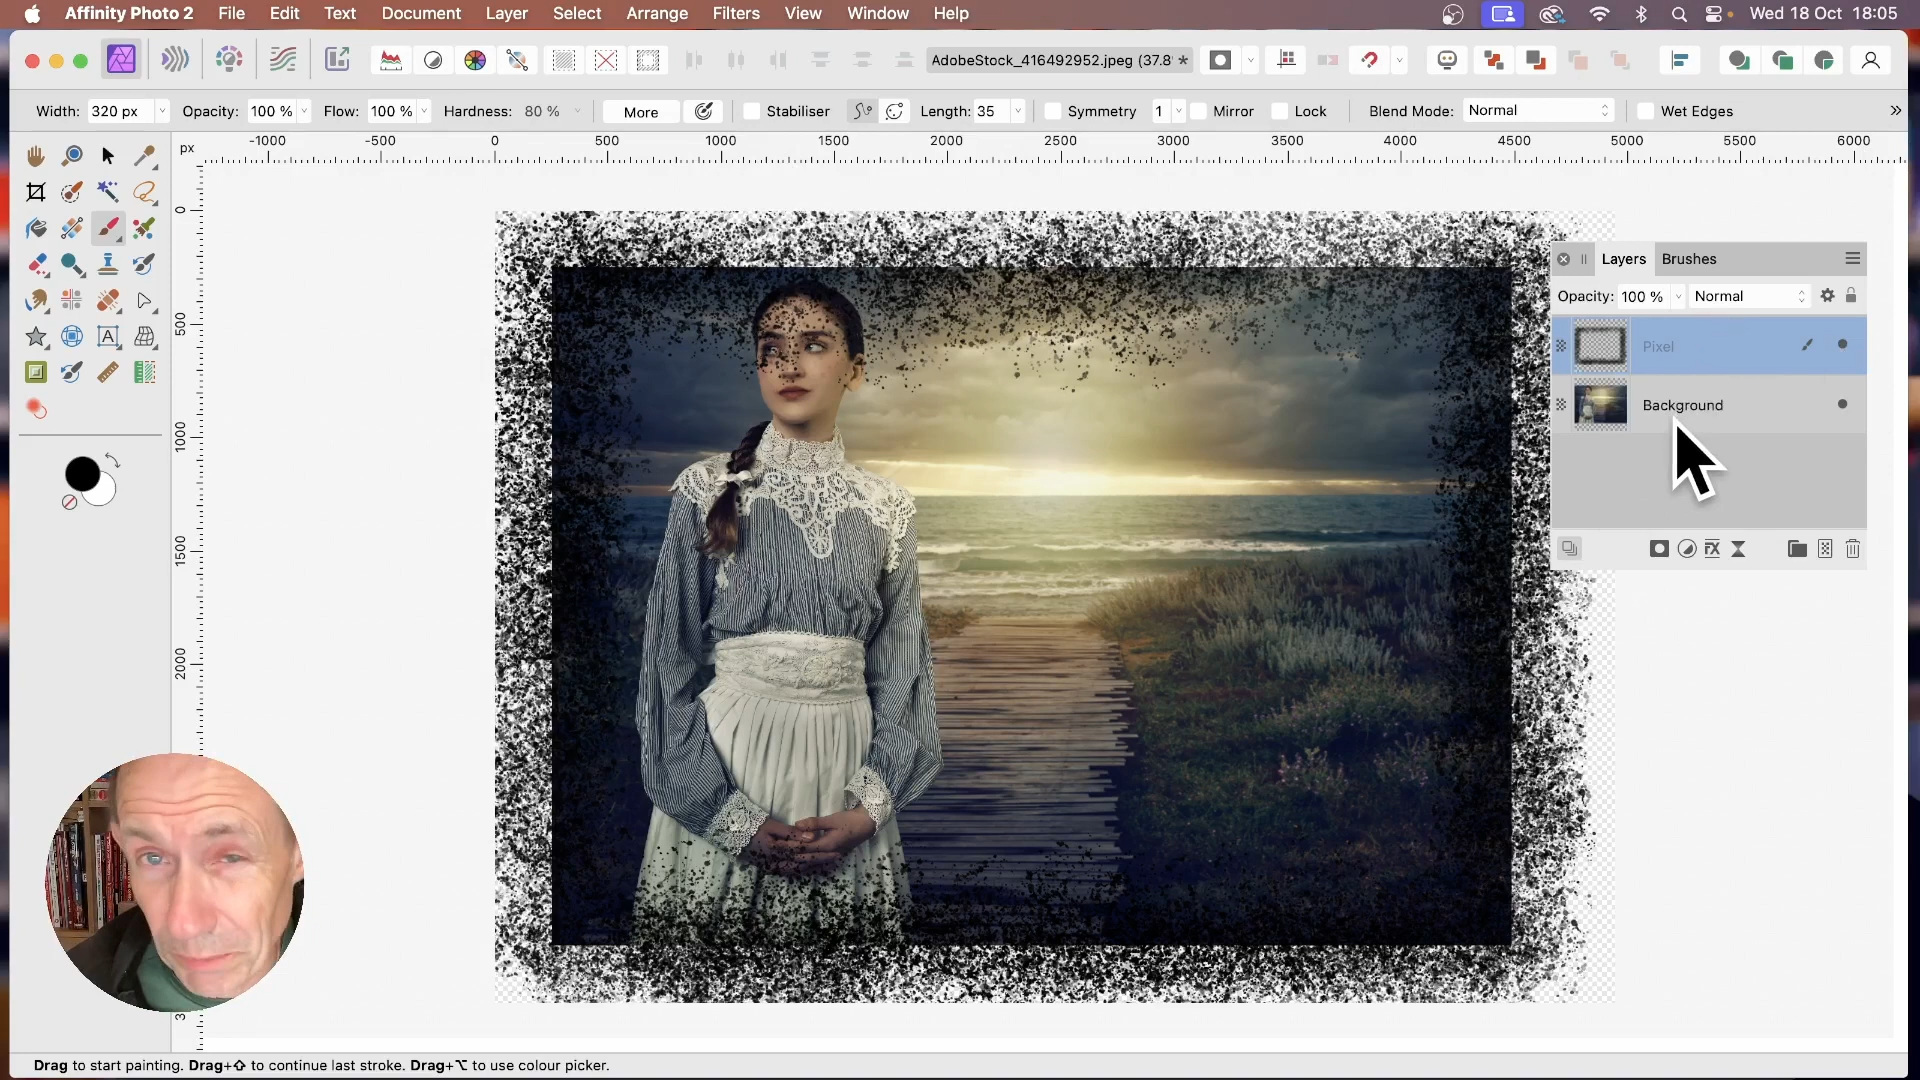 Affinity Photo 2 File Edit Text Document Layer Select Arrange Filters View Window Help Wed 18 Oct 18:05
AdobeStock_416492952.jpeg (37.8' *
Width: 320 px Opacity: 100 % Flow: 100 % Hardness: 80 % More Stabiliser Length: 35 Symmetry 1 Mirror Lock Blend Mode: Normal Wet Edges
px -1000 -500 0 500 1000 1500 2000 2500 3000 3500 4000 4500 5000 5500 6000
0
500
1000
1500
2000
3
Layers Brushes
Opacity: 100 % Normal
Pixel
Background
Drag to start painting. Drag+⇧ to continue last stroke. Drag+⌥ to use colour picker.